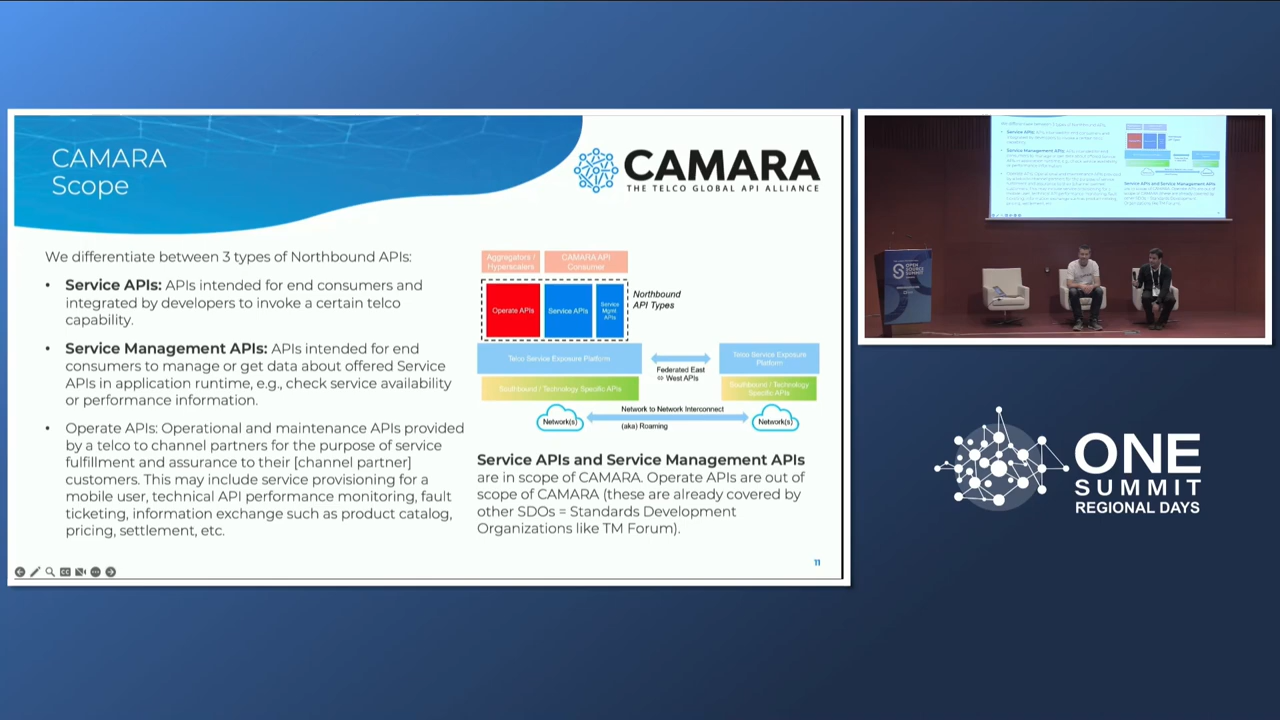 CAMARA
Scope
CAMARA
THE TELCO GLOBAL API ALLIANCE
We differentiate between 3 types of Northbound APIs:
• Service APIs: APIs intended for end consumers and
integrated by developers to invoke a certain telco
capability.
• Service Management APIs: APIs intended for end
consumers to manage or get data about offered Service
APIs in application runtime, e.g., check service availability
or performance information.
• Operate APIs: Operational and maintenance APIs provided
by a telco to channel partners for the purpose of service
fulfillment and assurance to their [channel partner]
customers. This may include service provisioning for a
mobile user, technical API performance monitoring, fault
ticketing, information exchange such as product catalog,
pricing, settlement, etc.
Aggregators /
Hyperscalers
CAMARA API
Consumer
Operate APIs
Service APIs
Service
Mgmt.
APIs
Northbound
API Types
Telco Service Exposure Platform
Federated East
⇔ West APIs
Telco Service Exposure
Platform
Southbound / Technology Specific APIs
Southbound / Technology
Specific APIs
Network(s)
Network to Network Interconnect
(aka) Roaming
Network(s)
Service APIs and Service Management APIs
are in scope of CAMARA. Operate APIs are out of
scope of CAMARA (these are already covered by
other SDOs = Standards Development
Organizations like TM Forum).
11
OPEN
SOURCE
SUMMIT
ONE
SUMMIT
REGIONAL DAYS